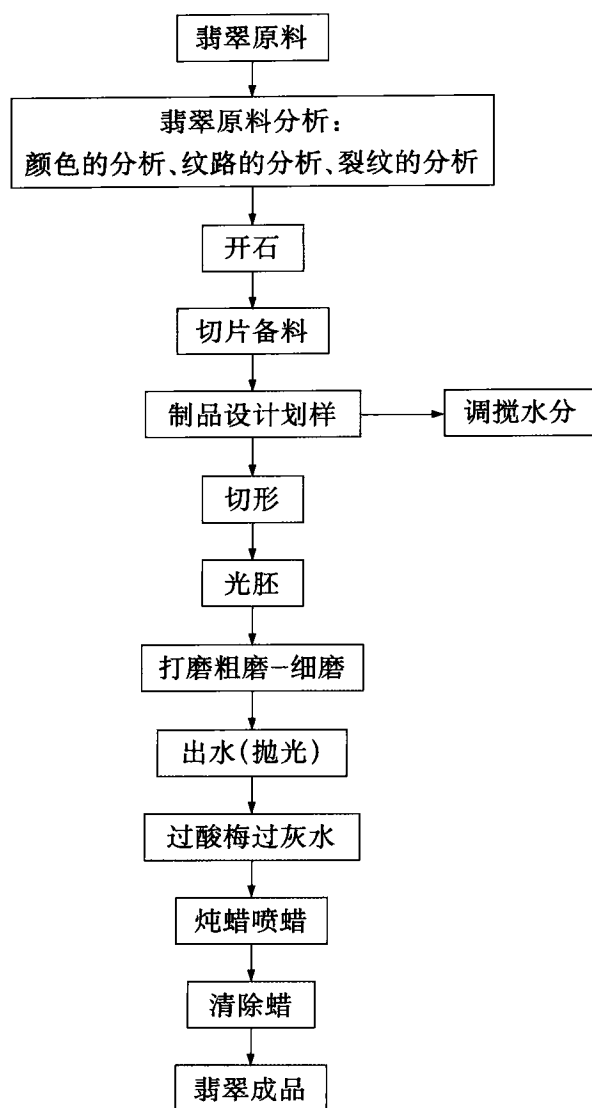 翡翠原料
翡翠原料分析：
颜色的分析、纹路的分析、裂纹的分析
开石
切片备料
制品设计划样
调搅水分
切形
光胚
打磨粗磨-细磨
出水(抛光)
过酸梅过灰水
炖蜡喷蜡
清除蜡
翡翠成品